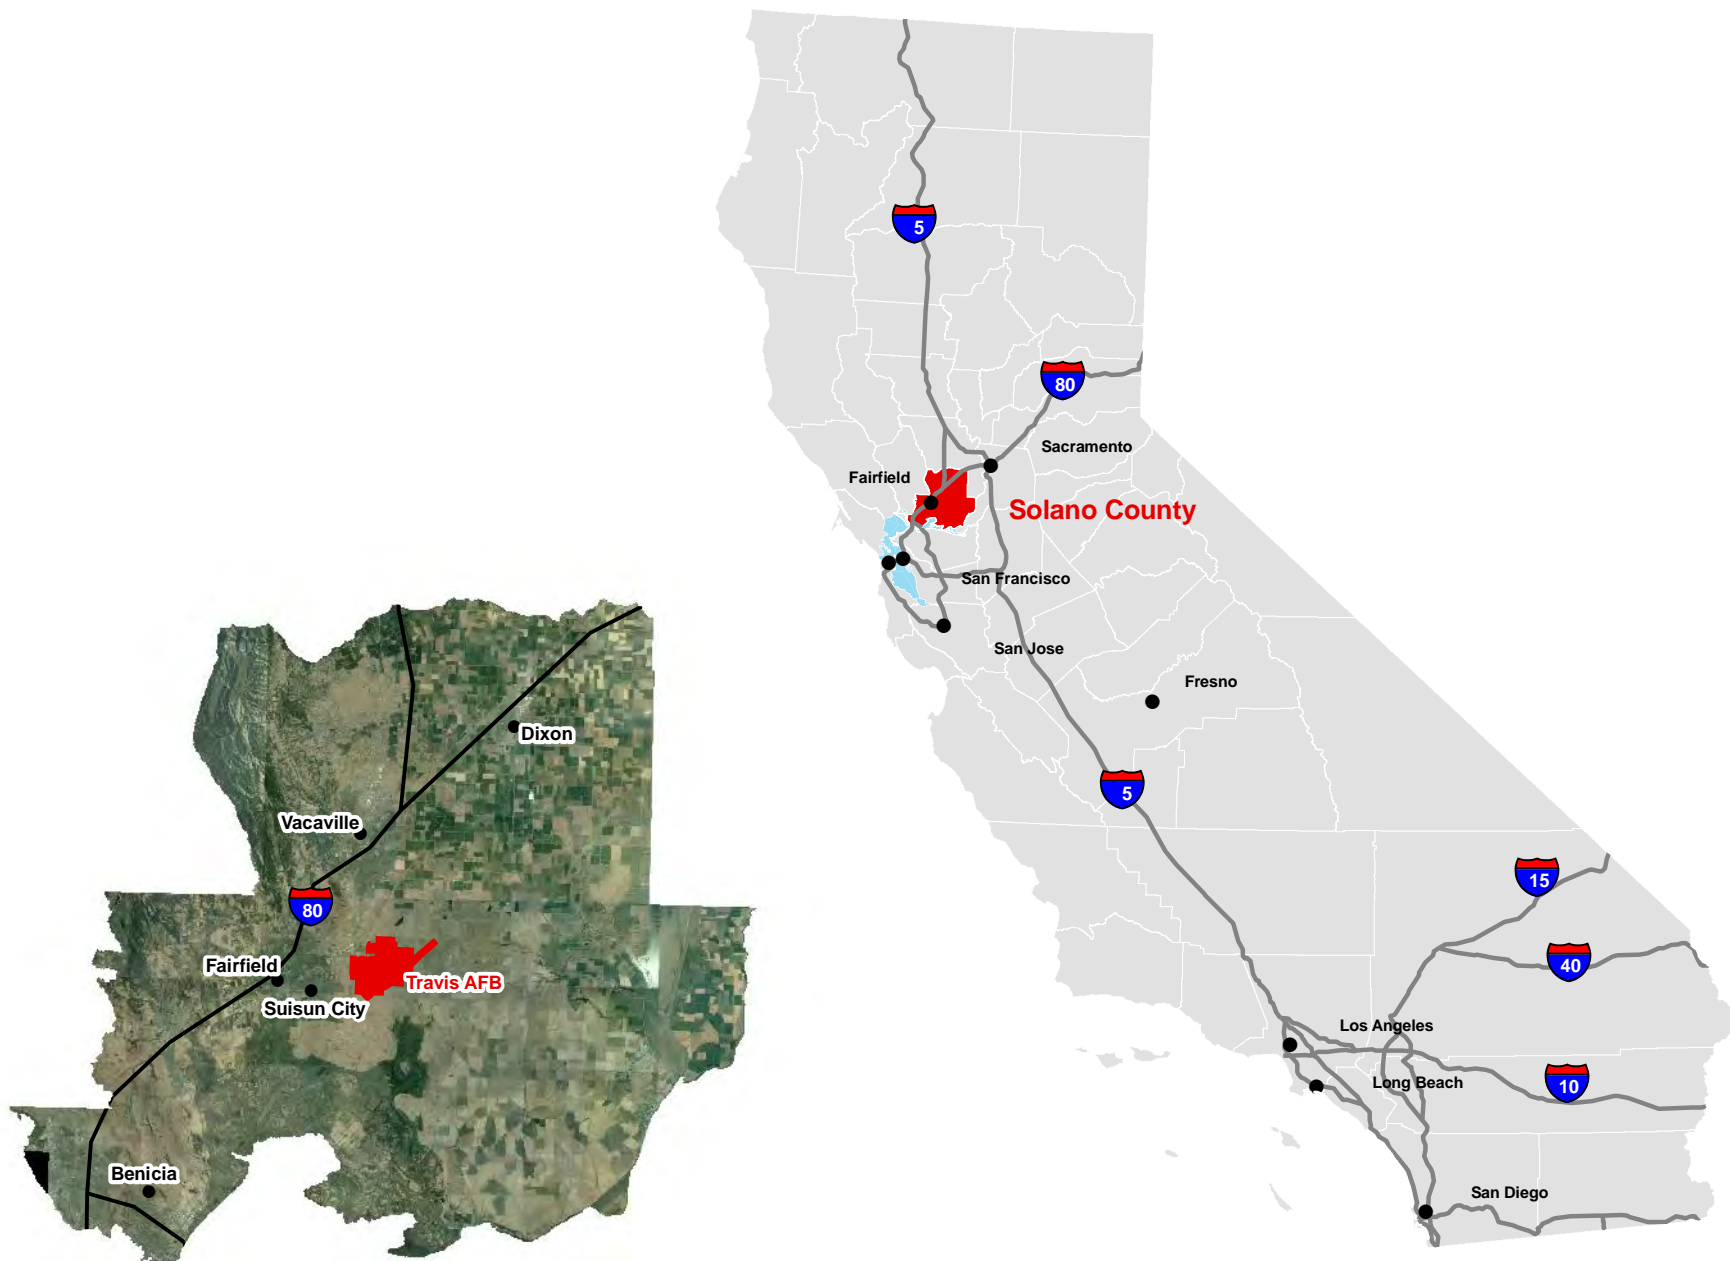 5
80
Sacramento
Fairfield
Solano County
San Francisco
San Jose
Fresno
5
15
40
Los Angeles
Long Beach
10
San Diego
Dixon
Vacaville
80
Fairfield
Travis AFB
Suisun City
Benicia